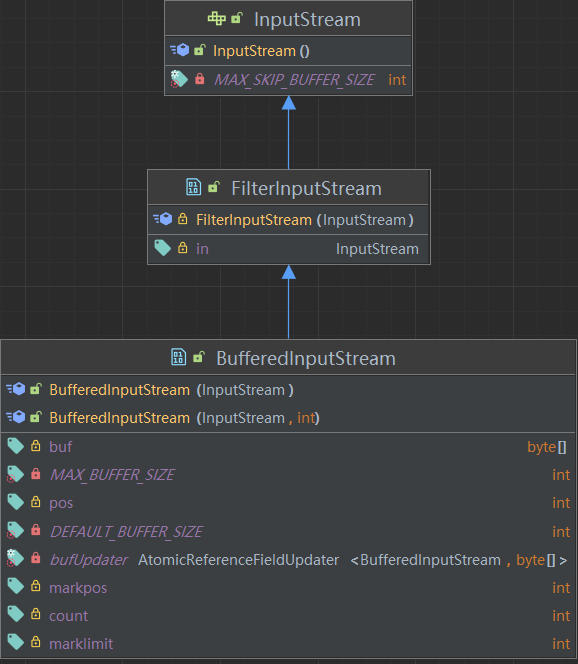 InputStream
InputStream ()
MAX_SKIP_BUFFER_SIZE int
FilterInputStream
FilterInputStream (InputStream )
in InputStream
BufferedInputStream
BufferedInputStream (InputStream )
BufferedInputStream (InputStream , int)
buf byte[]
MAX_BUFFER_SIZE int
pos int
DEFAULT_BUFFER_SIZE int
bufUpdater AtomicReferenceFieldUpdater <BufferedInputStream , byte[] >
markpos int
count int
marklimit int